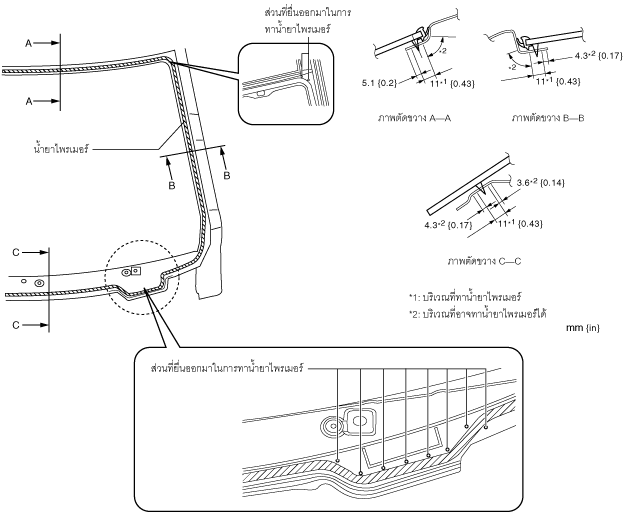 ส่วนที่ยื่นออกมาในการ
ทาน้ำยาไพรเมอร์
A
A
*2
5.1 {0.2}
11*1 {0.43}
ภาพตัดขวาง A—A
*2
4.3*2 {0.17}
11*1 {0.43}
ภาพตัดขวาง B—B
น้ำยาไพรเมอร์
B
B
3.6*2 {0.14}
4.3*2 {0.17}
11*1 {0.43}
ภาพตัดขวาง C—C
C
C
*1: บริเวณที่ทาน้ำยาไพรเมอร์
*2: บริเวณที่อาจทาน้ำยาไพรเมอร์ได้
mm {in}
ส่วนที่ยื่นออกมาในการทาน้ำยาไพรเมอร์